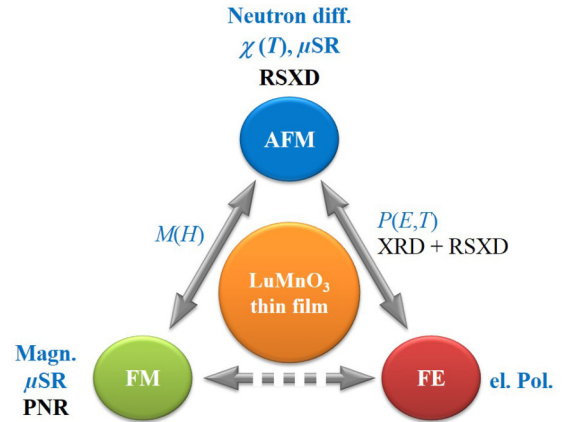 Neutron diff.
χ (T), μSR
RSXD
AFM
M(H)
P(E,T)
XRD + RSXD
LuMnO₃
thin film
Magn.
μSR
PNR
FM
FE
el. Pol.